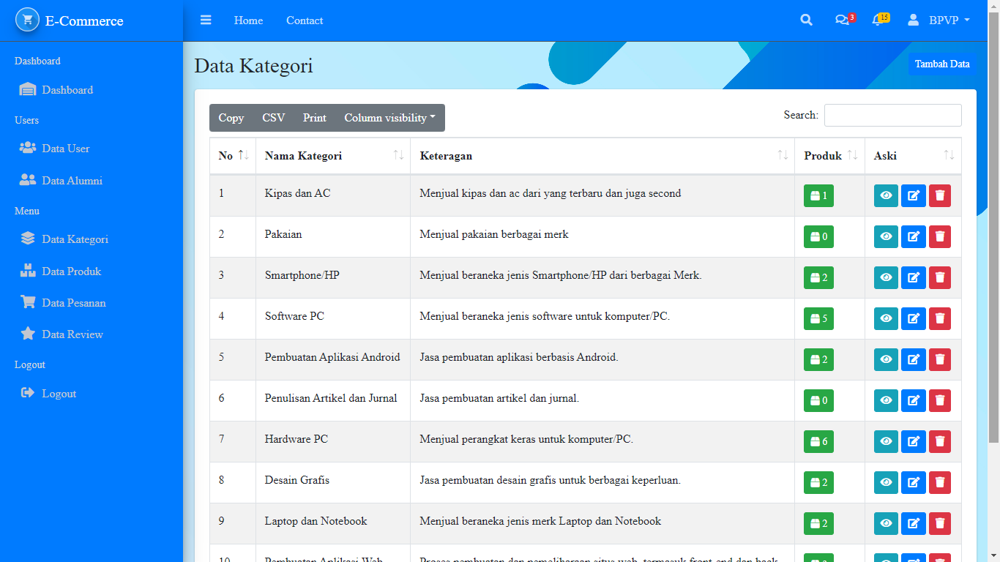 E-Commerce
Home Contact 3 15 BPVP
Dashboard
Dashboard
Users
Data User
Data Alumni
Menu
Data Kategori
Data Produk
Data Pesanan
Data Review
Logout
Logout
Data Kategori Tambah Data
Copy CSV Print Column visibility Search:
No Nama Kategori Keteragan Produk Aski
1 Kipas dan AC Menjual kipas dan ac dari yang terbaru dan juga second 1
2 Pakaian Menjual pakaian berbagai merk 0
3 Smartphone/HP Menjual beraneka jenis Smartphone/HP dari berbagai Merk. 2
4 Software PC Menjual beraneka jenis software untuk komputer/PC. 5
5 Pembuatan Aplikasi Android Jasa pembuatan aplikasi berbasis Android. 2
6 Penulisan Artikel dan Jurnal Jasa pembuatan artikel dan jurnal. 0
7 Hardware PC Menjual perangkat keras untuk komputer/PC. 6
8 Desain Grafis Jasa pembuatan desain grafis untuk berbagai keperluan. 2
9 Laptop dan Notebook Menjual beraneka jenis merk Laptop dan Notebook 2
10 Pembuatan Aplikasi Web Proses pembuatan dan pemeliharaan situs web, termasuk front-end dan back